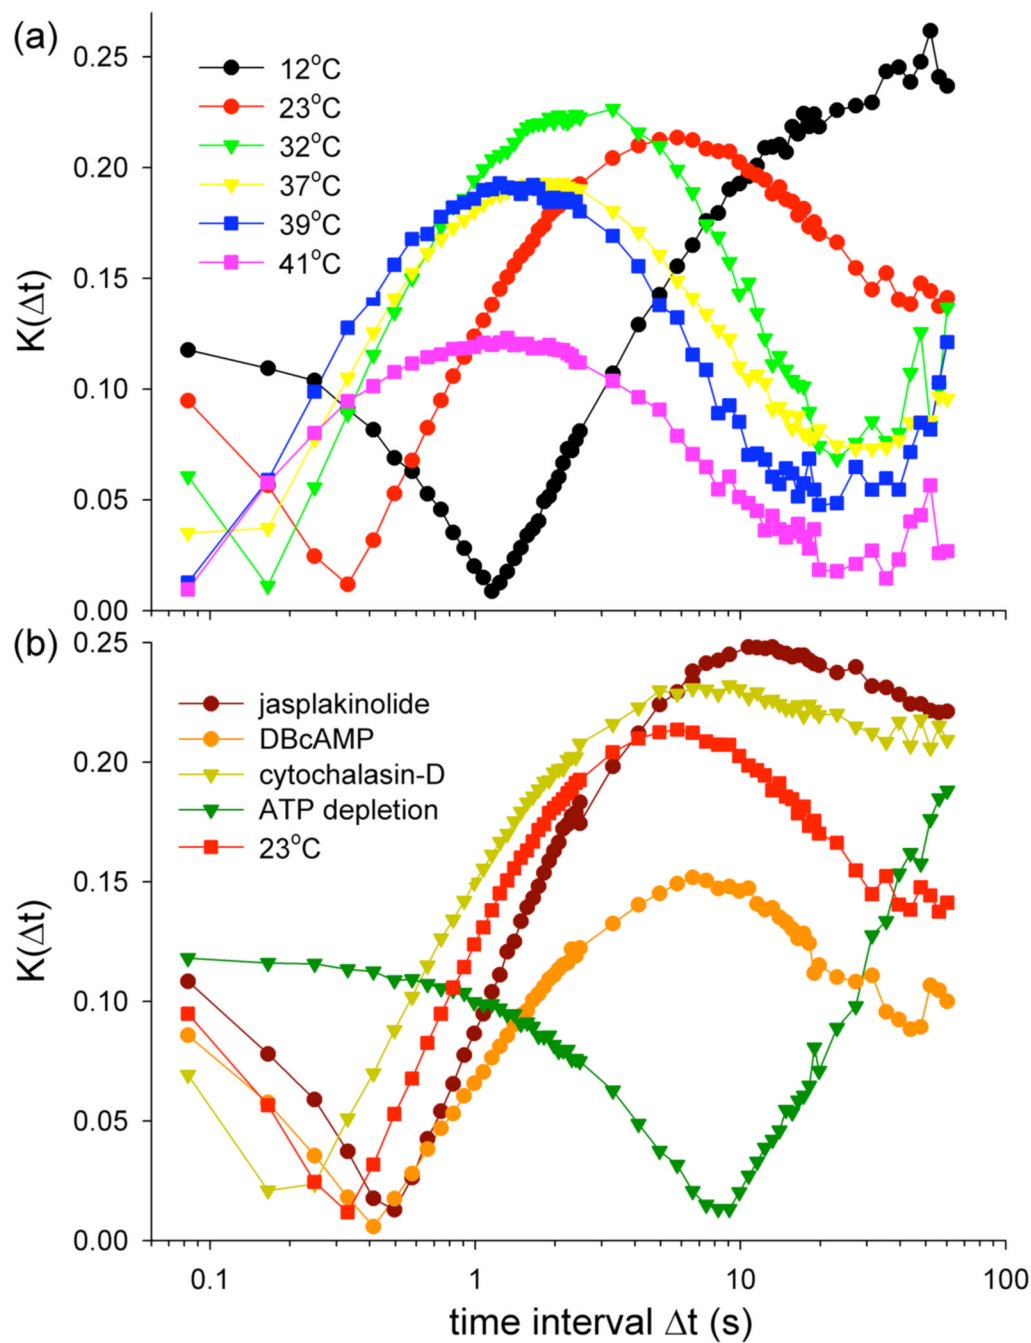 (a)
0.25
0.20
0.15
0.10
0.05
0.00
K(Δt)
12°C
23°C
32°C
37°C
39°C
41°C
(b)
0.25
0.20
0.15
0.10
0.05
0.00
K(Δt)
jasplakinolide
DBcAMP
cytochalasin-D
ATP depletion
23°C
0.1 1 10 100
time interval Δt (s)